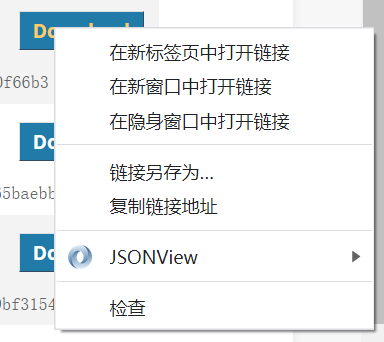 Download
在新标签页中打开链接
0f66b3
在新窗口中打开链接
在隐身窗口中打开链接
Do
链接另存为...
65baebb
复制链接地址
Do
JSONView
9bf3154
检查